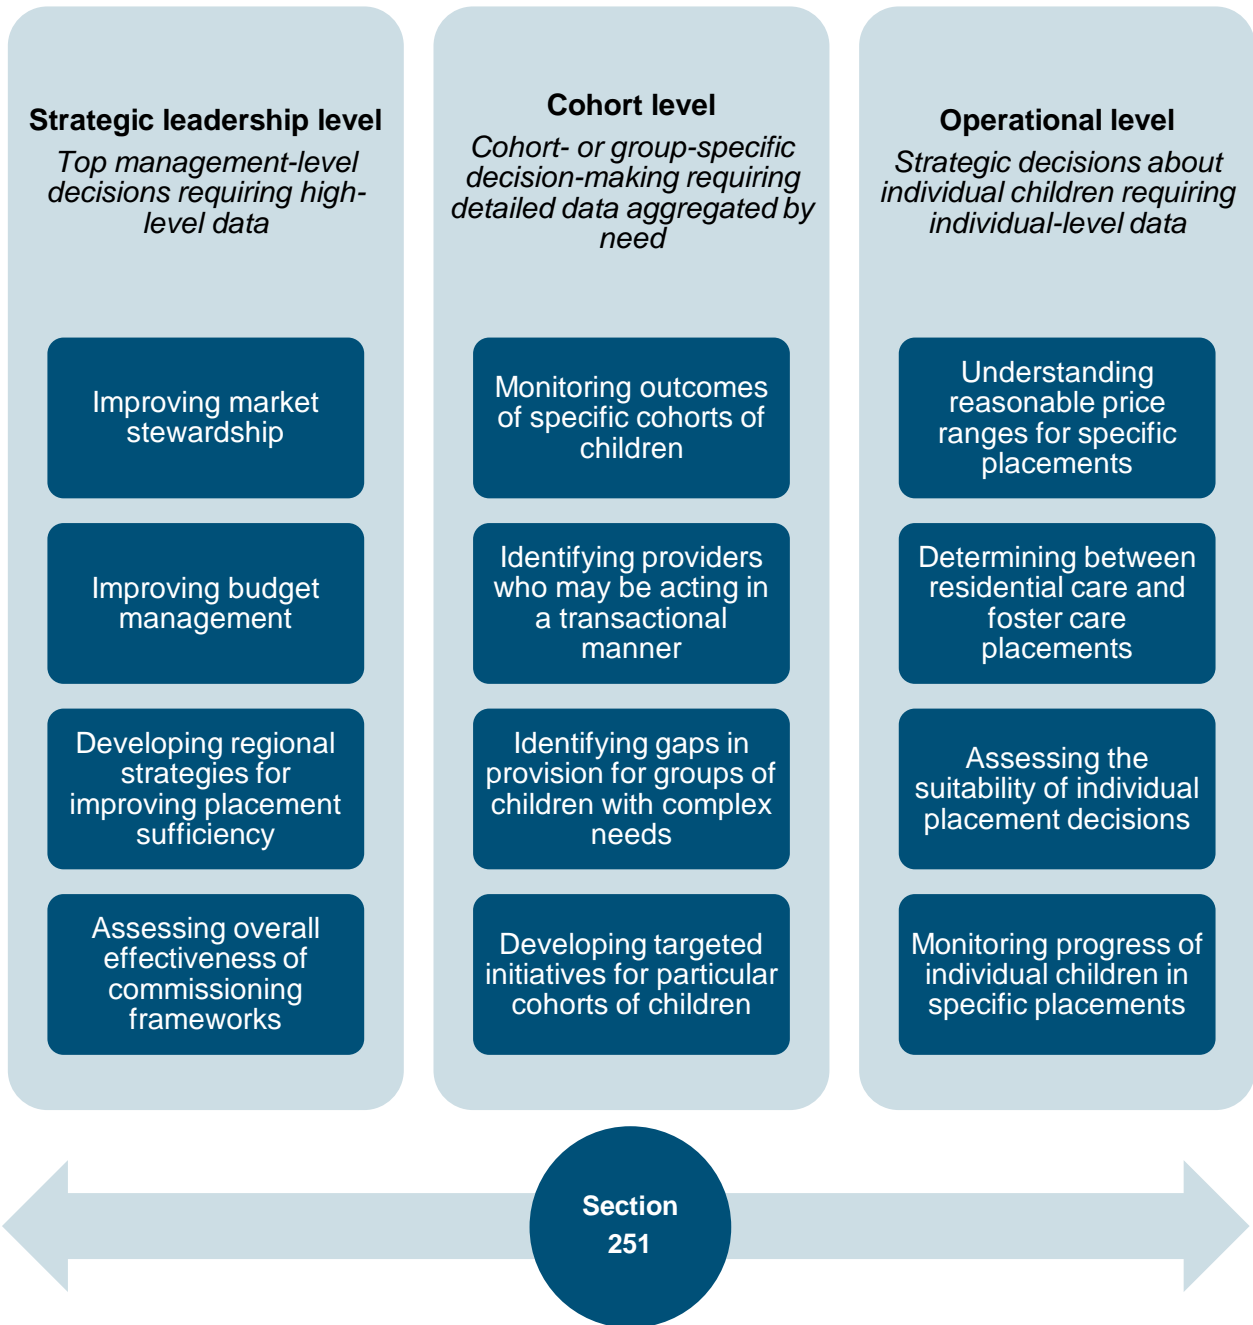 Strategic leadership level
Top management-level
decisions requiring high-
level data
Improving market
stewardship
Improving budget
management
Developing regional
strategies for
improving placement
sufficiency
Assessing overall
effectiveness of
commissioning
frameworks
Cohort level
Cohort- or group-specific
decision-making requiring
detailed data aggregated by
need
Monitoring outcomes
of specific cohorts of
children
Identifying providers
who may be acting in
a transactional
manner
Identifying gaps in
provision for groups of
children with complex
needs
Developing targeted
initiatives for particular
cohorts of children
Operational level
Strategic decisions about
individual children requiring
individual-level data
Understanding
reasonable price
ranges for specific
placements
Determining between
residential care and
foster care
placements
Assessing the
suitability of individual
placement decisions
Monitoring progress of
individual children in
specific placements
Section
251